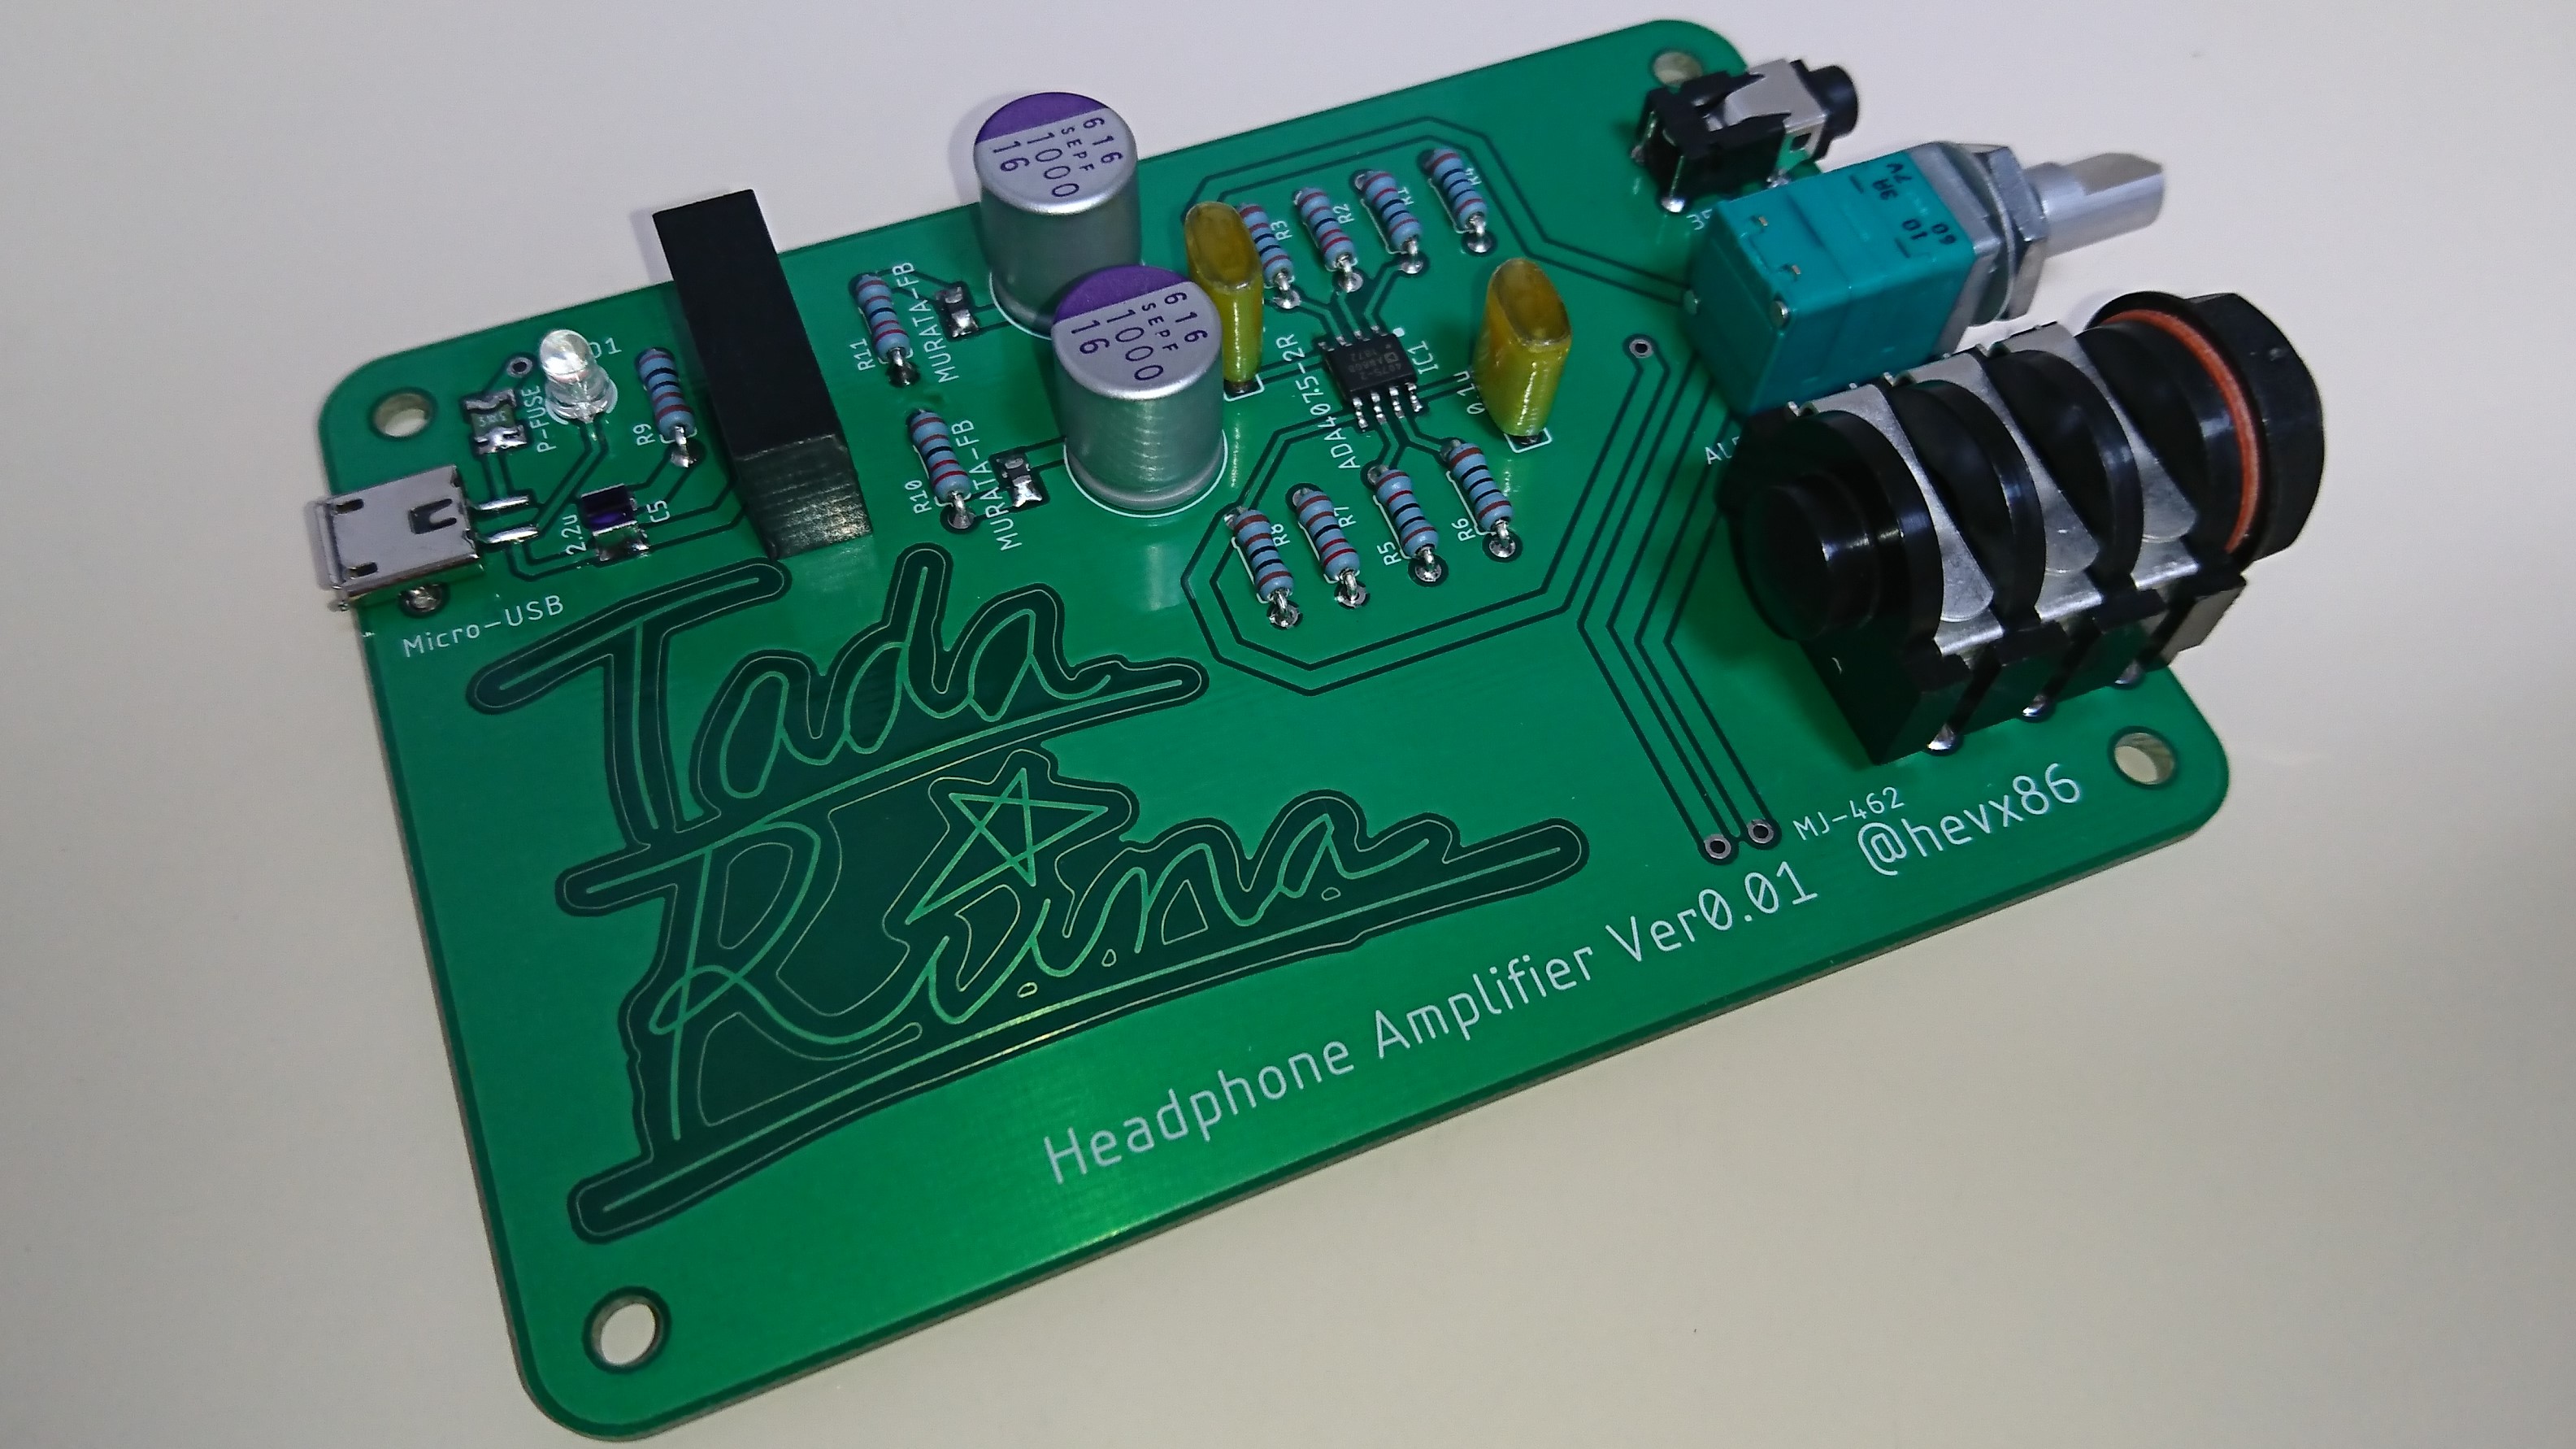 616
SEPF
1000
16
616
SEPF
1000
16
R11
MURATA-FB
R10
MURATA-FB
R3
R2
R1
R4
IC1
ADA4075-2R
0.1u
P-FUSE
R9
C5
2.2u
R8
R7
R5
R6
Micro-USB
Tada
Riina
MJ-462
@hevx86
Headphone Amplifier Ver0.01